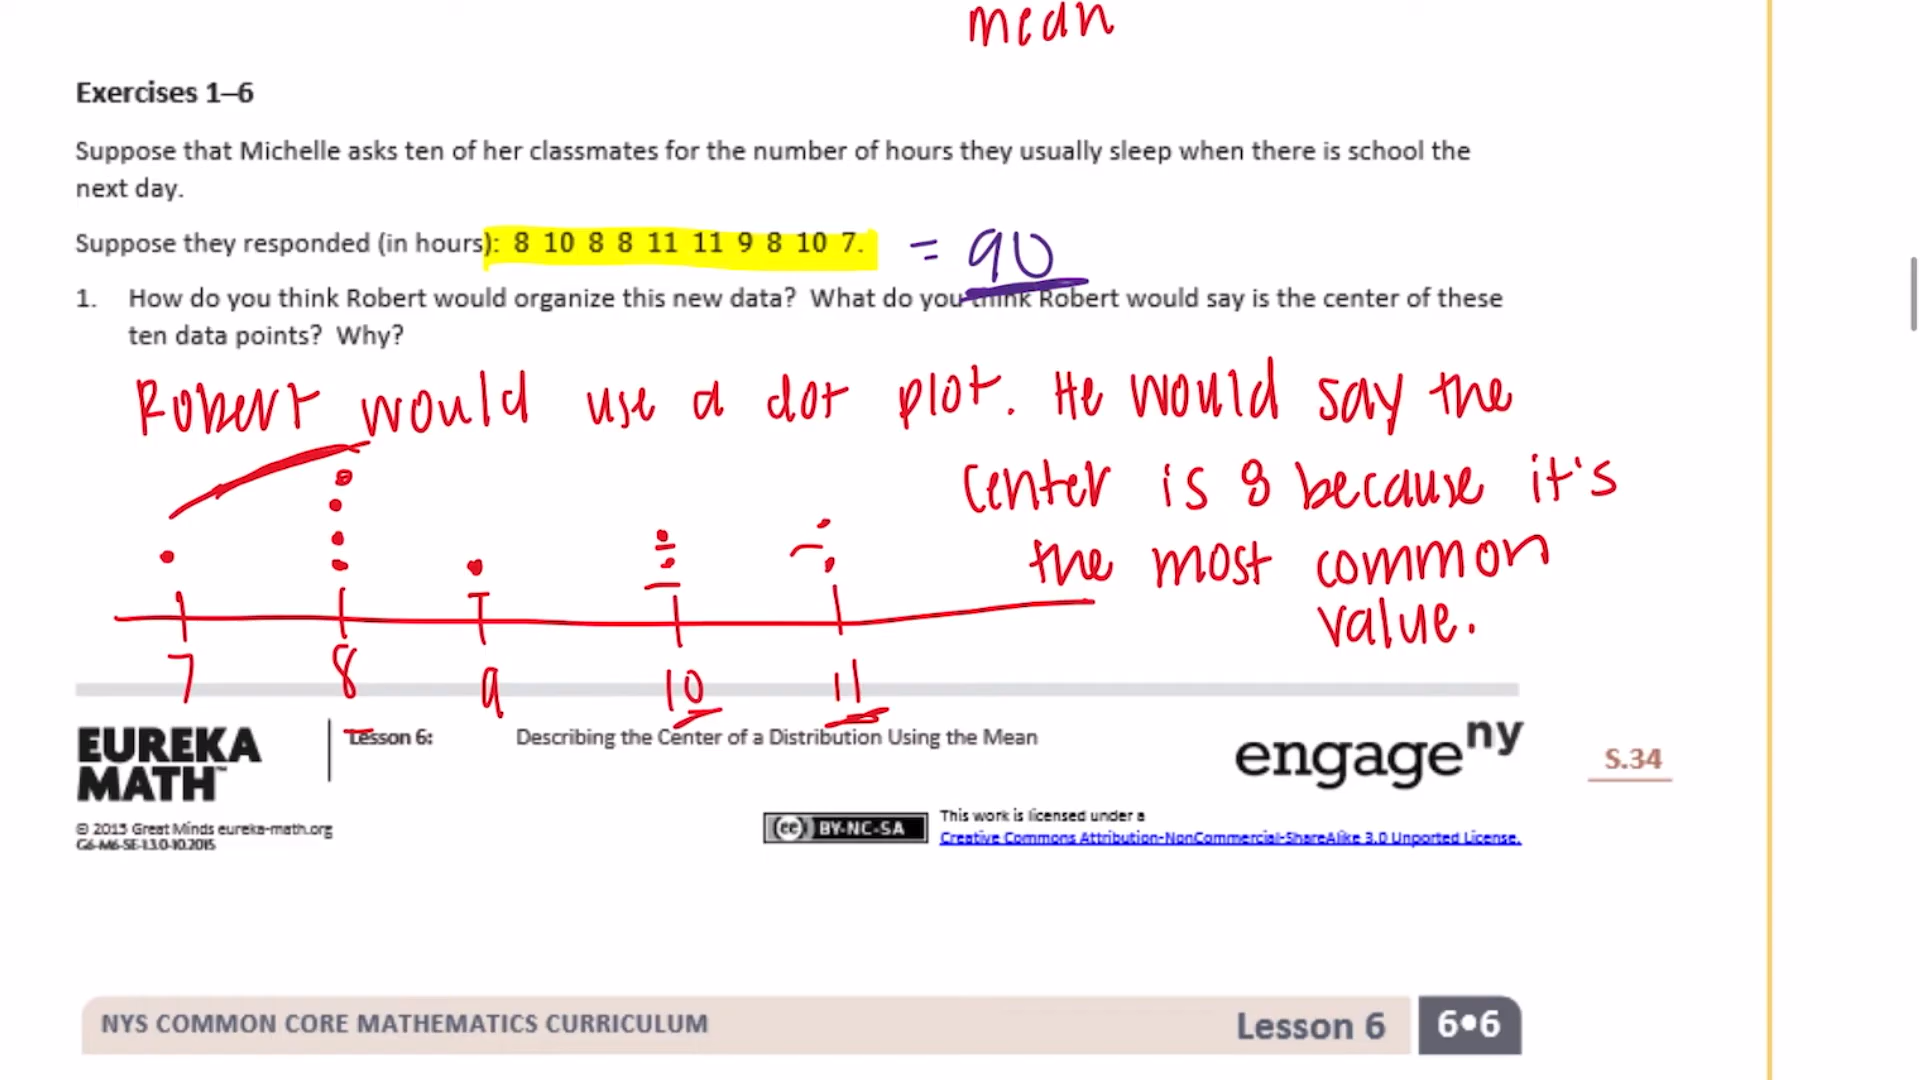 mean
Exercises 1–6
Suppose that Michelle asks ten of her classmates for the number of hours they usually sleep when there is school the
next day.
Suppose they responded (in hours): 8 10 8 8 11 11 9 8 10 7. = 90
1. How do you think Robert would organize this new data? What do you think Robert would say is the center of these
ten data points? Why?
Robert would use a dot plot. He would say the
center is 8 because it's
the most common
value.
7 8 9 10 11
EUREKA
MATH™
Lesson 6: Describing the Center of a Distribution Using the Mean
engage ny
S.34
© 2015 Great Minds eureka-math.org
G6-M6-SE-1.3.0-10.2015
cc BY-NC-SA
This work is licensed under a
Creative Commons Attribution-NonCommercial-ShareAlike 3.0 Unported License.
NYS COMMON CORE MATHEMATICS CURRICULUM Lesson 6 6•6